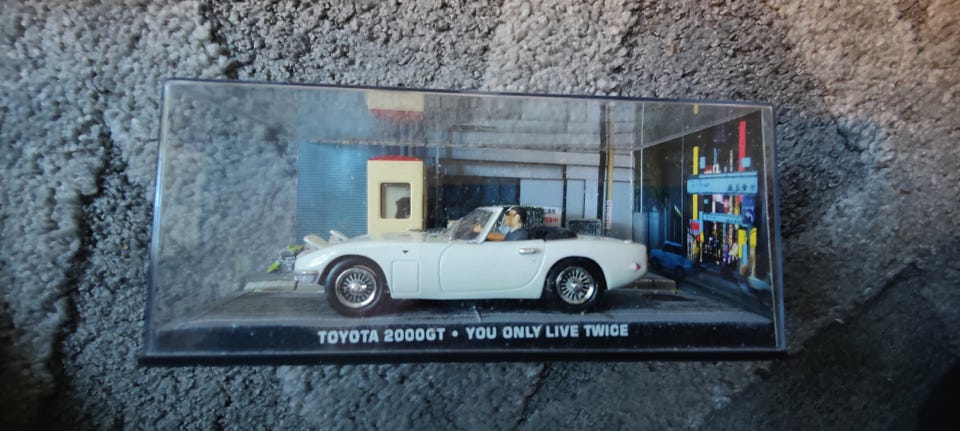 TOYOTA 2000GT • YOU ONLY LIVE TWICE